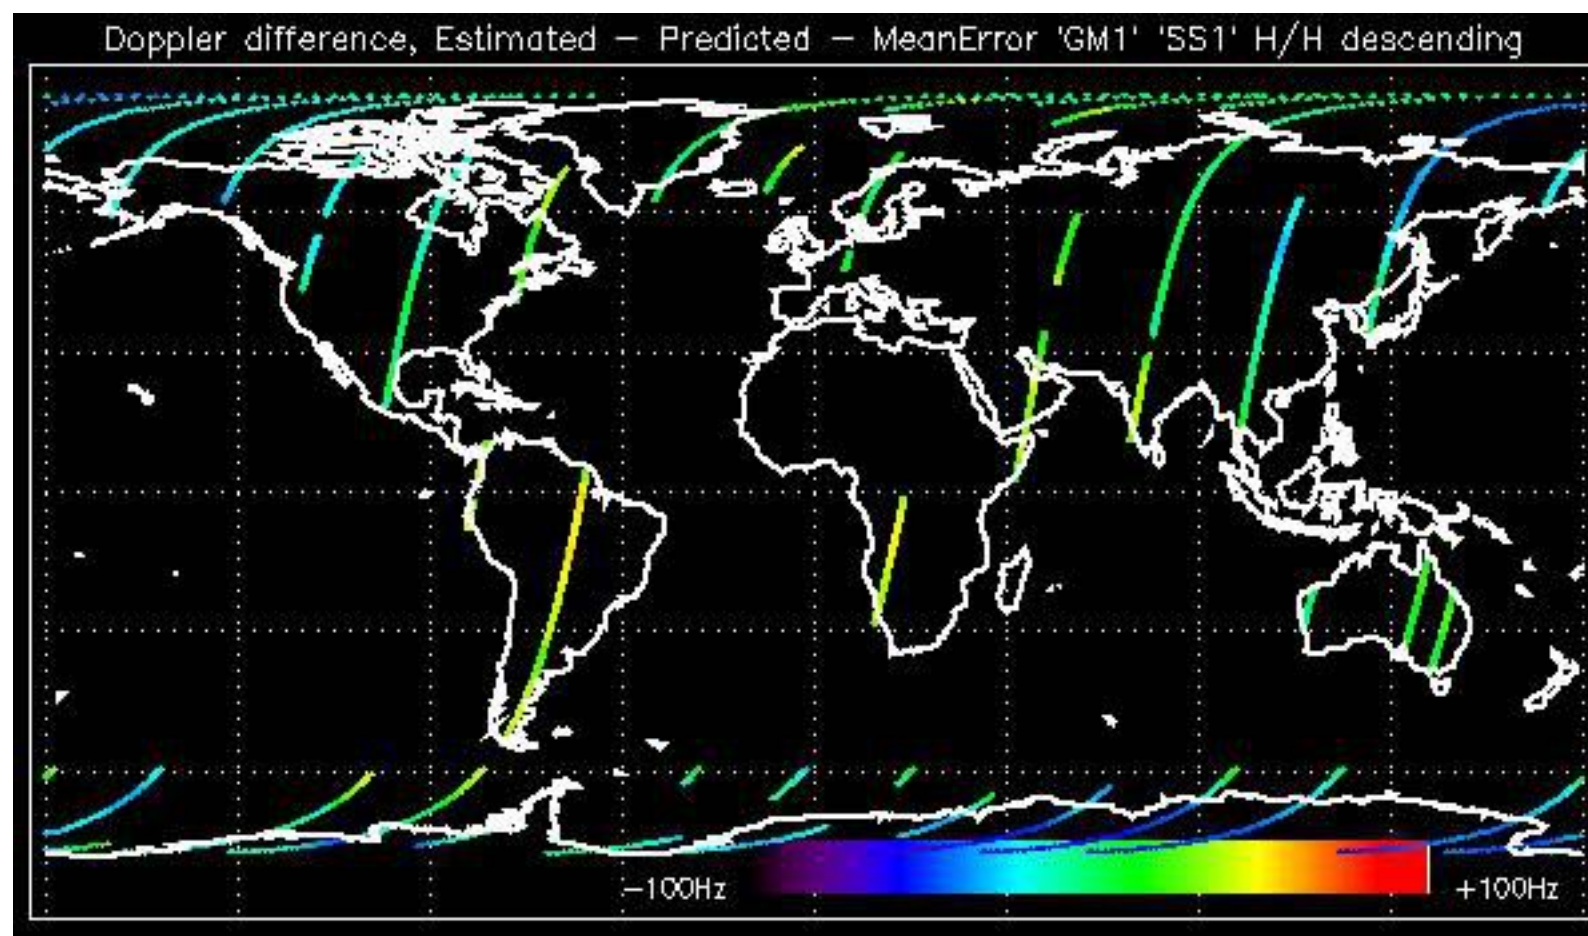 Doppler difference, Estimated – Predicted – MeanError 'GM1' 'SS1' H/H descending
–100Hz +100Hz